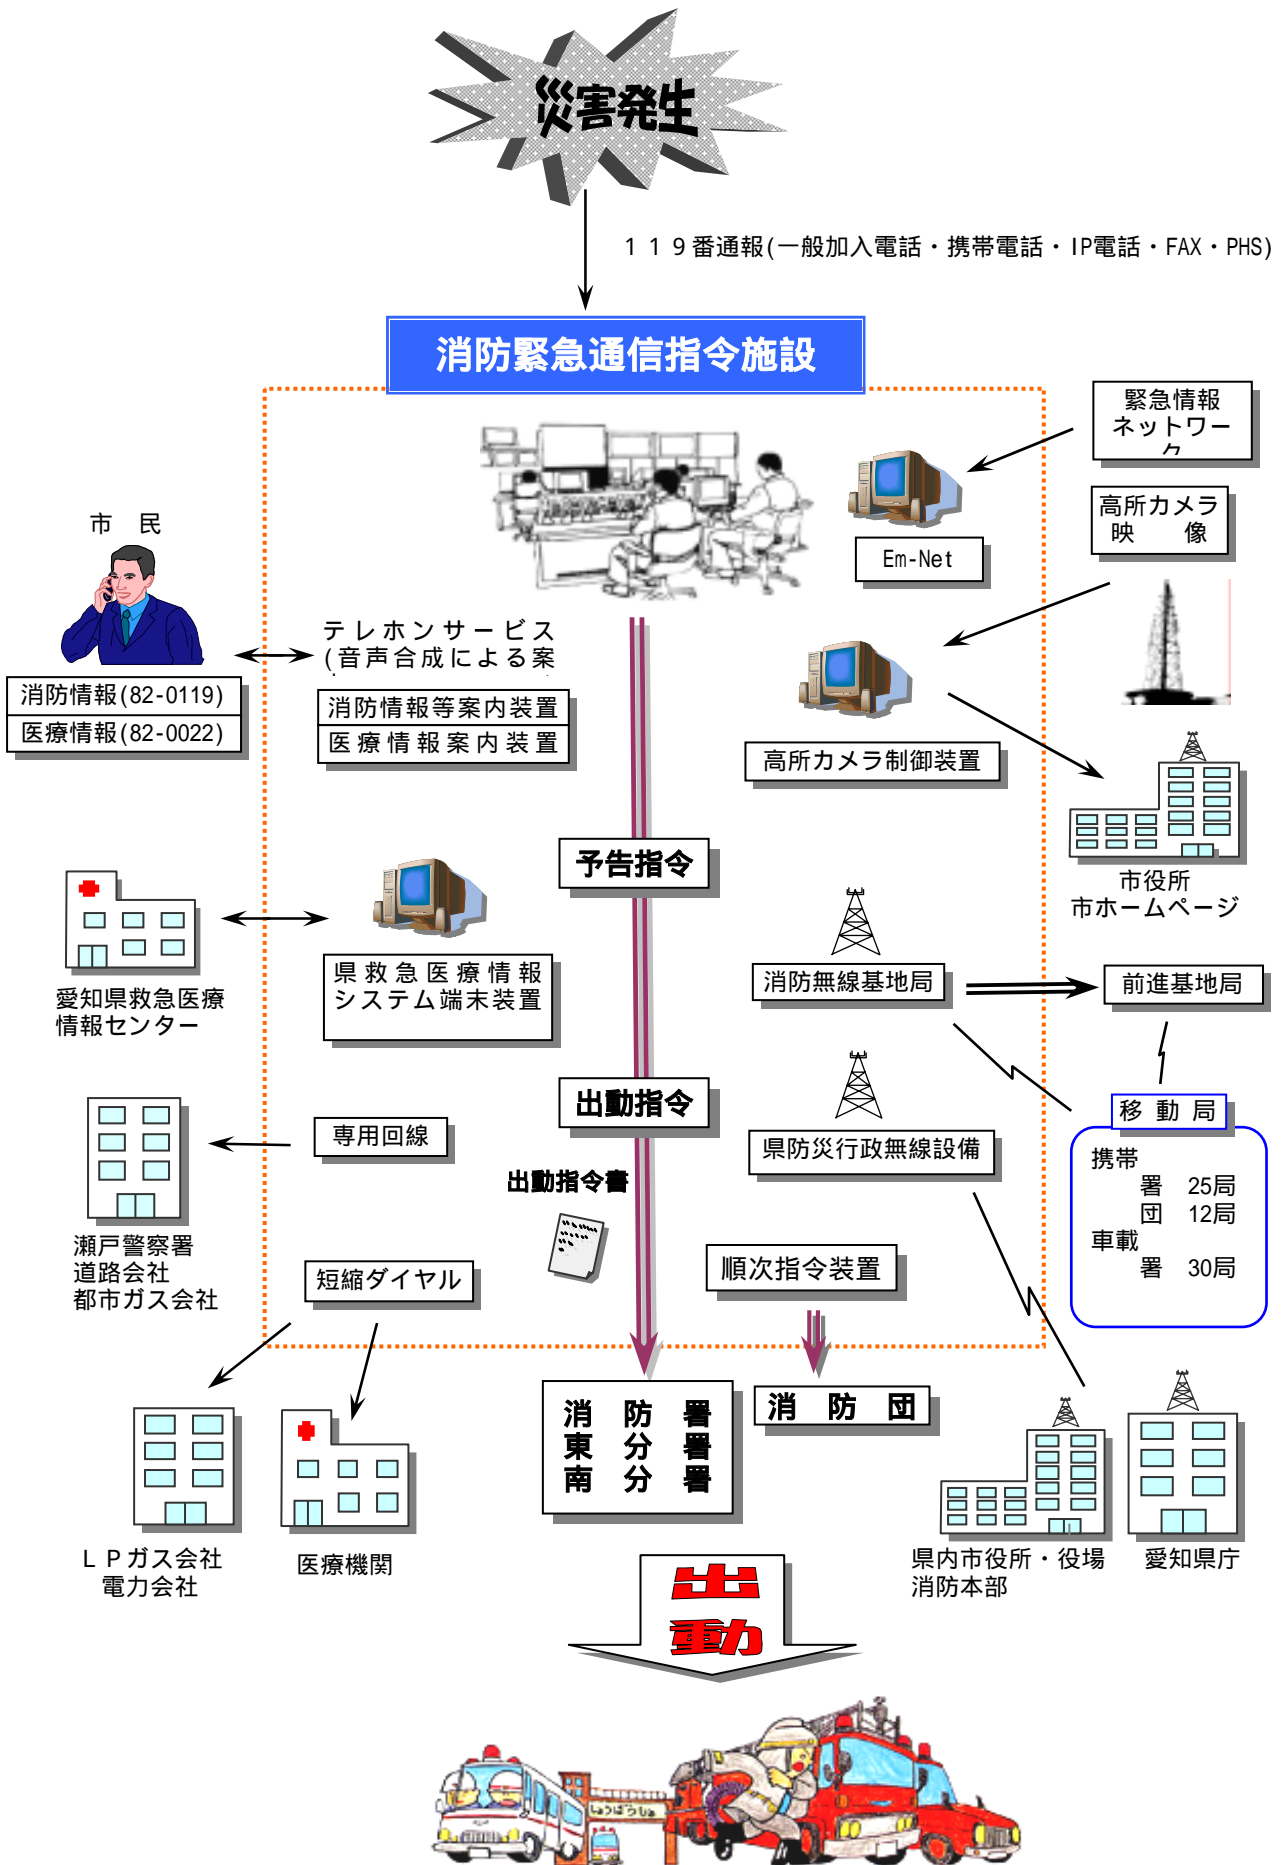 災害発生
１１９番通報(一般加入電話・携帯電話・IP電話・FAX・PHS)
消防緊急通信指令施設
緊急情報
ネットワー
ク
高所カメラ
映　像
Em-Net
市　民
消防情報(82-0119)
医療情報(82-0022)
テレホンサービス
(音声合成による案
消防情報等案内装置
医療情報案内装置
高所カメラ制御装置
市役所
市ホームページ
予告指令
愛知県救急医療
情報センター
県救急医療情報
システム端末装置
消防無線基地局
前進基地局
出動指令
移動局
携帯
署　25局
団　12局
車載
署　30局
専用回線
県防災行政無線設備
出動指令書
瀬戸警察署
道路会社
都市ガス会社
短縮ダイヤル
順次指令装置
消　防　署
東　分　署
南　分　署
消　防　団
ＬＰガス会社
電力会社
医療機関
県内市役所・役場
消防本部
愛知県庁
出
動
しょうぼうしょ